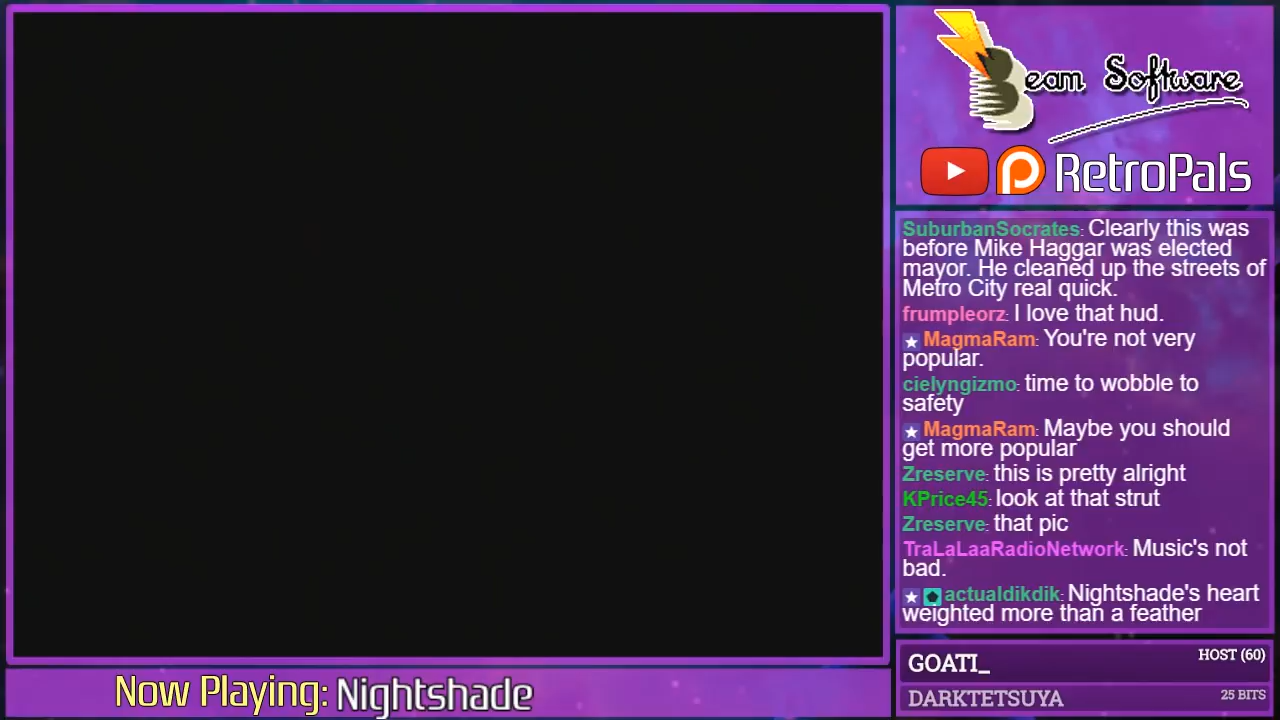 Beam Software
RetroPals
SuburbanSocrates: Clearly this was
before Mike Haggar was elected
mayor. He cleaned up the streets of
Metro City real quick.
frumpleorz: I love that hud.
MagmaRam: You're not very
popular.
cielyngizmo: time to wobble to
safety
MagmaRam: Maybe you should
get more popular
Zreserve: this is pretty alright
KPrice45: look at that strut
Zreserve: that pic
TraLaLaaRadioNetwork: Music's not
bad.
actualdikdik: Nightshade's heart
weighted more than a feather
GOATI_ HOST (60)
DARKTETSUYA 25 BITS
Now Playing: Nightshade